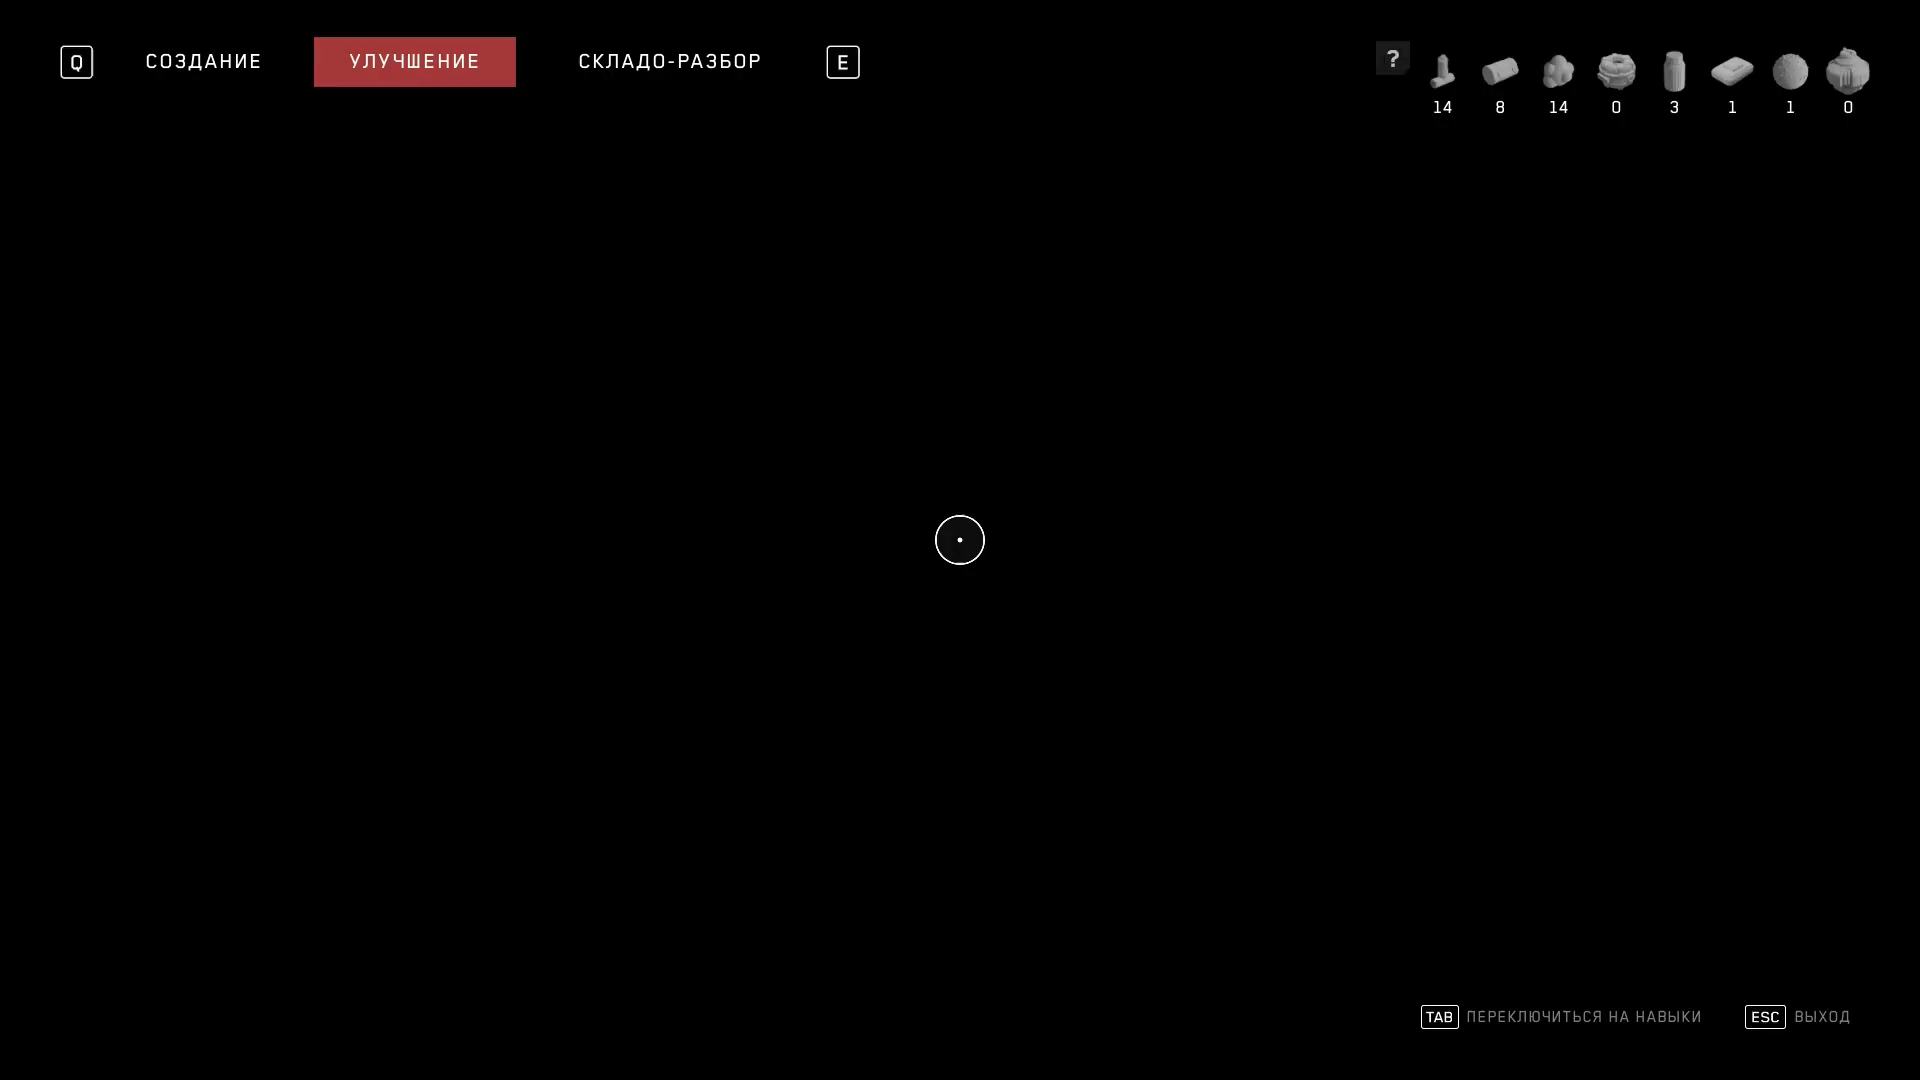 Q СОЗДАНИЕ УЛУЧШЕНИЕ СКЛАДО-РАЗБОР E
?
14 8 14 0 3 1 1 0
TAB ПЕРЕКЛЮЧИТЬСЯ НА НАВЫКИ ESC ВЫХОД